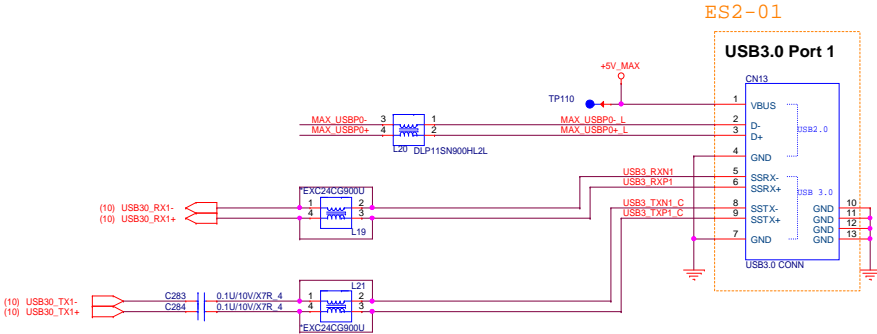 ES2-01
USB3.0 Port 1
+5V_MAX
CN13
TP110
1 VBUS
MAX_USBP0- 3 1 MAX_USBP0-_L 2 D- USB2.0
MAX_USBP0+ 4 2 MAX_USBP0+_L 3 D+
L20 DLP11SN900HL2L
4 GND
USB3_RXN1 5 SSRX-
USB3_RXP1 6 SSRX+
*EXC24CG900U USB 3.0
(10) USB30_RX1- 1 2 USB3_TXN1_C 8 SSTX- GND 10
(10) USB30_RX1+ 4 3 USB3_TXP1_C 9 SSTX+ GND 11
GND 12
L19 7 GND GND 13
USB3.0 CONN
L21
(10) USB30_TX1- C283 0.1U/10V/X7R_4 1 2
(10) USB30_TX1+ C284 0.1U/10V/X7R_4 4 3
*EXC24CG900U